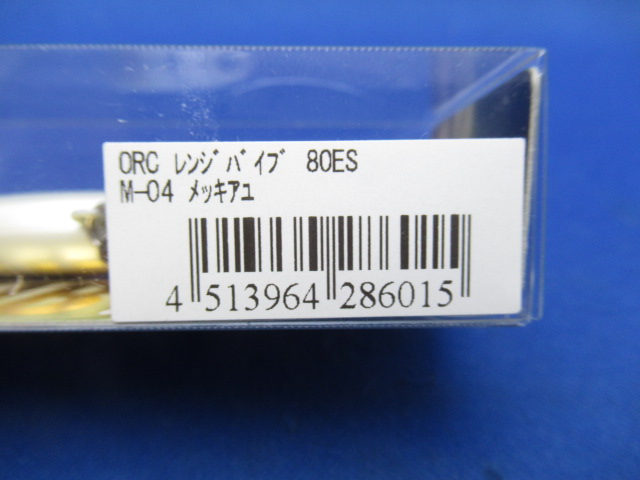 ORC ﾚﾝｼﾞﾊﾞｲﾌﾞ 80ES
M-04 ﾒｯｷｱﾕ
4 513964 286015